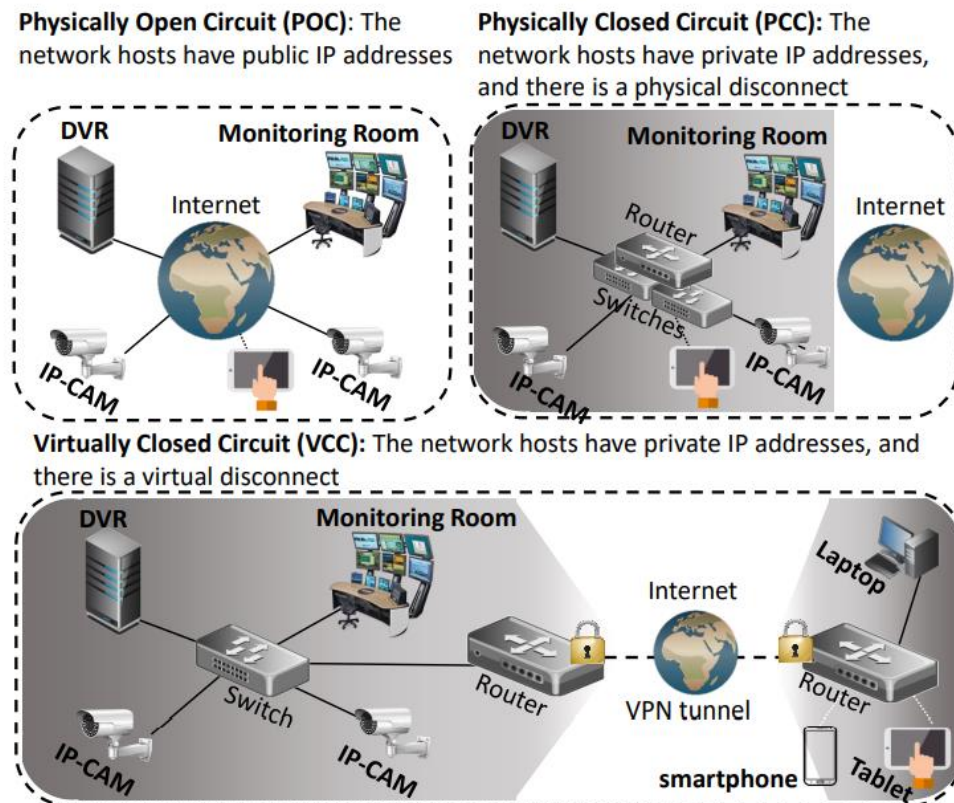 Physically Open Circuit (POC): The
network hosts have public IP addresses
DVR
Monitoring Room
Internet
IP-CAM
IP-CAM
Physically Closed Circuit (PCC): The
network hosts have private IP addresses,
and there is a physical disconnect
DVR
Monitoring Room
Router
Internet
Switches
IP-CAM
IP-CAM
Virtually Closed Circuit (VCC): The network hosts have private IP addresses, and
there is a virtual disconnect
DVR
Monitoring Room
Laptop
Internet
Switch
Router
VPN tunnel
Router
IP-CAM
IP-CAM
smartphone
Tablet